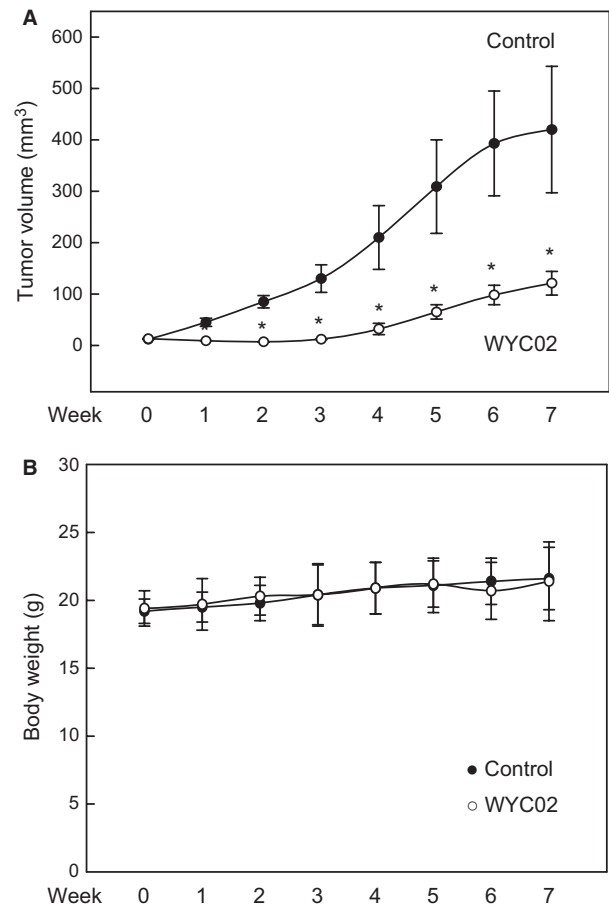 A
600
Control
500
400
300
200
100
0
Tumor volume (mm³)
* * * * * * *
WYC02
Week 0 1 2 3 4 5 6 7
B
30
25
20
15
10
5
0
Body weight (g)
Control
WYC02
Week 0 1 2 3 4 5 6 7